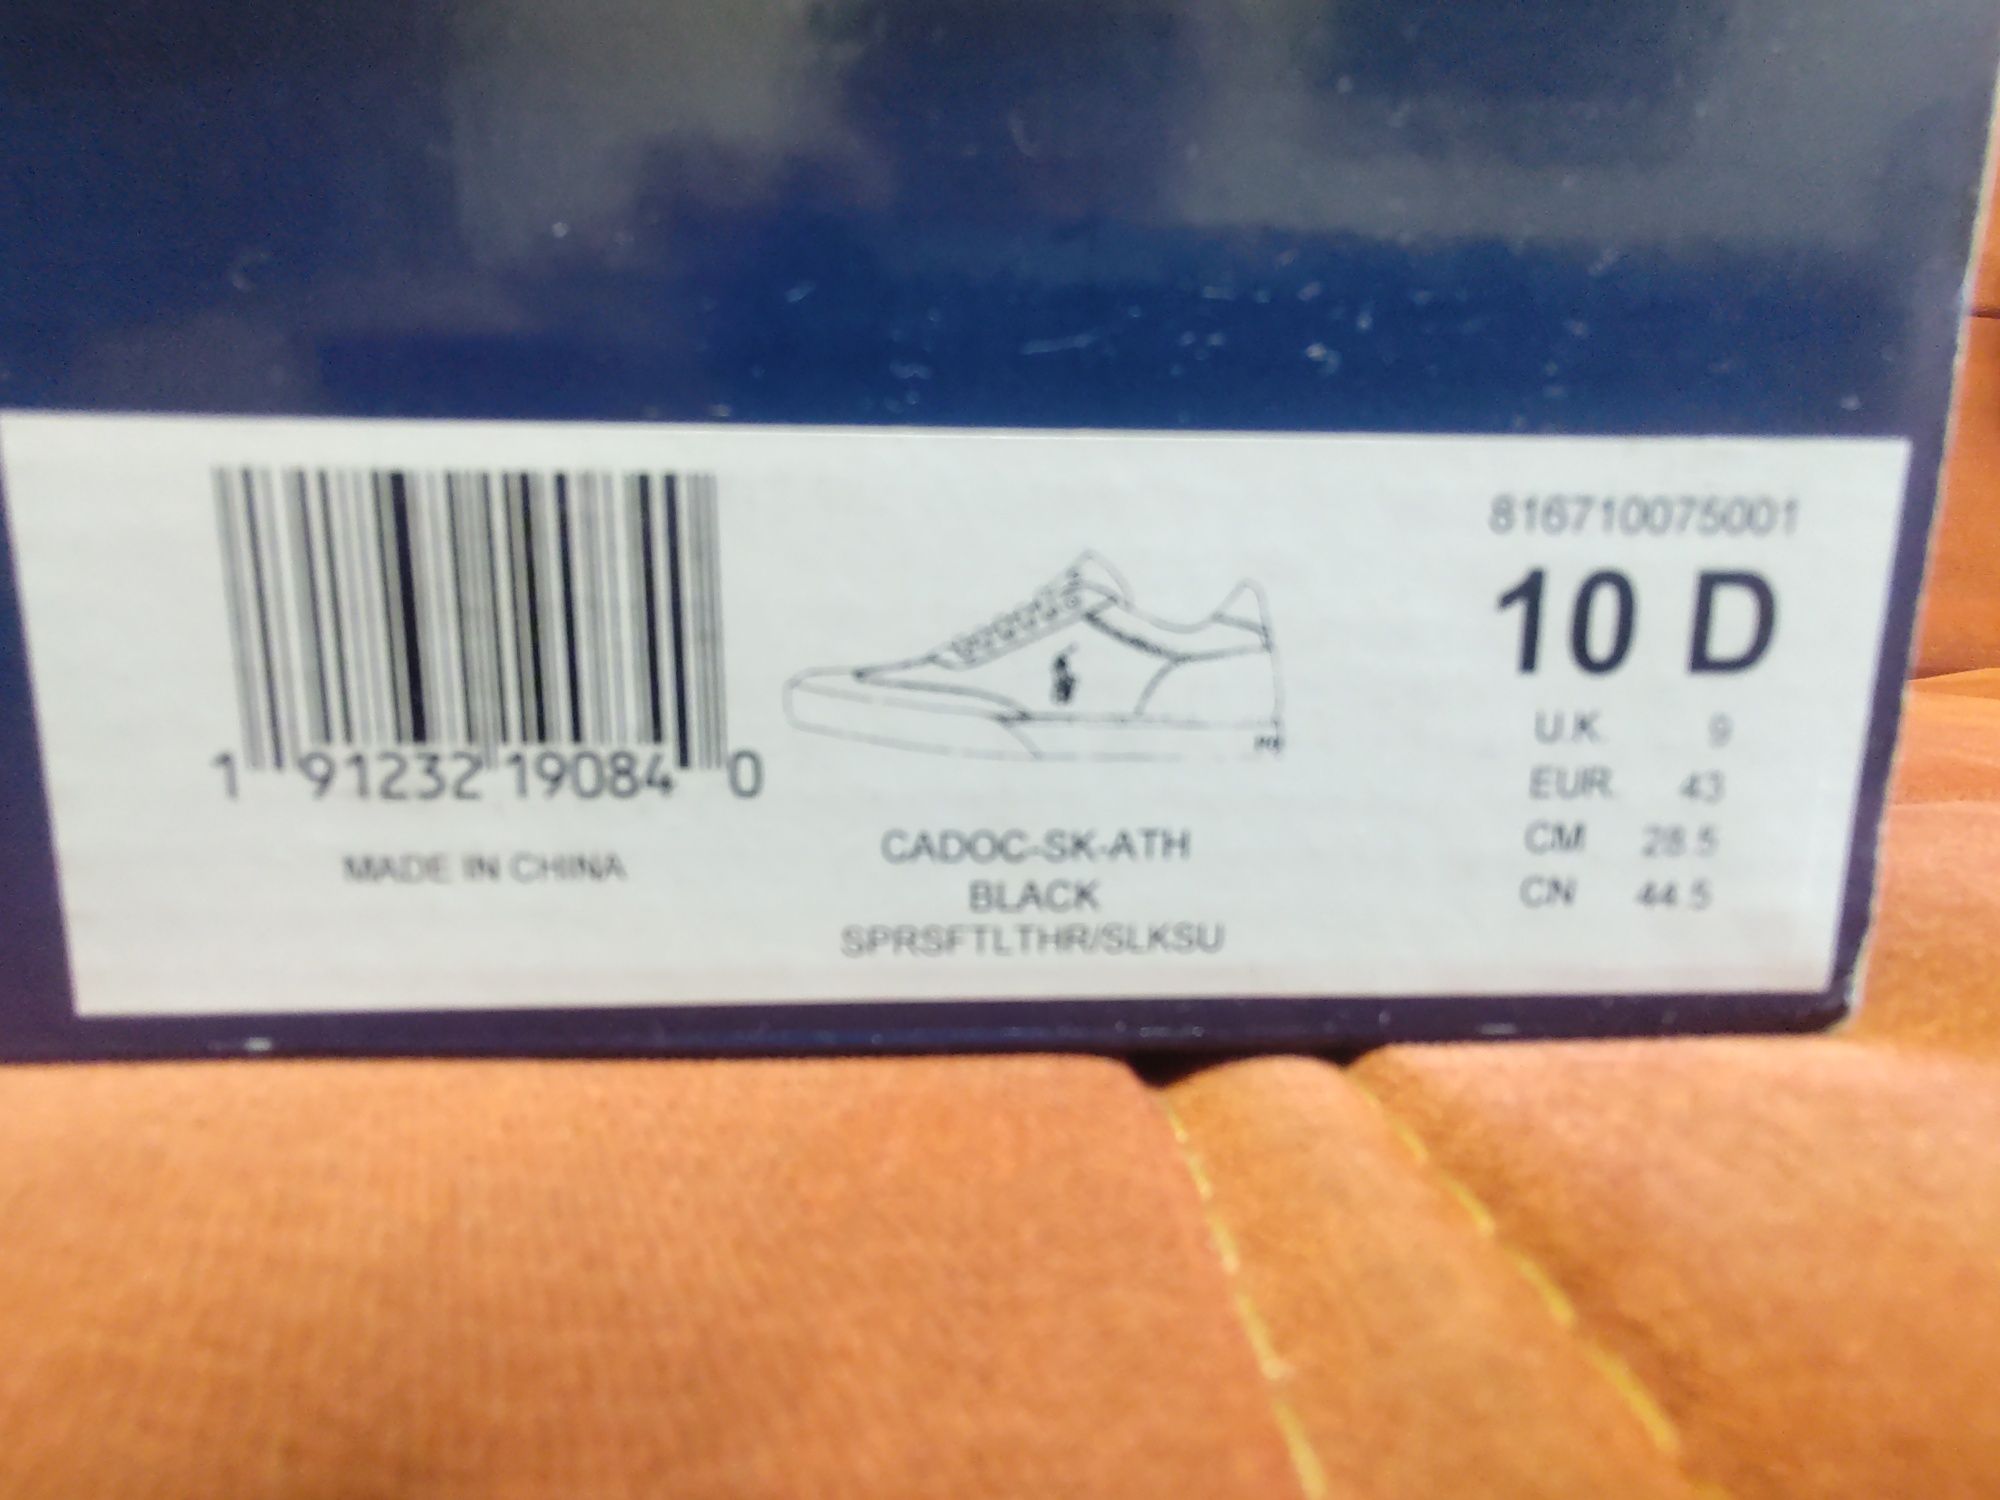 1 91232 19084 0
MADE IN CHINA
CADOC-SK-ATH
BLACK
SPRSFTLTHR/SLKSU
816710075001
10 D
U.K. 9
EUR. 43
CM 28.5
CN 44.5